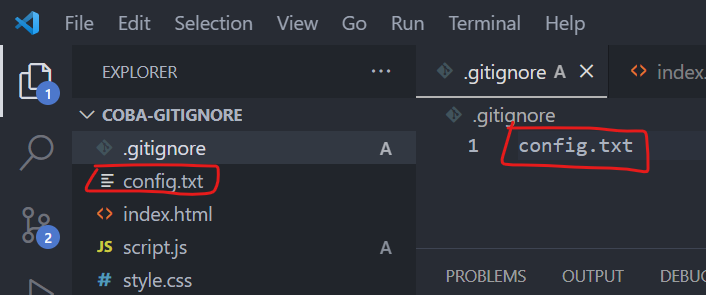 File Edit Selection View Go Run Terminal Help
EXPLORER ...
.gitignore A
index.
1
COBA-GITIGNORE
.gitignore
.gitignore A
1 config.txt
config.txt
index.html
2
JS script.js A
# style.css
PROBLEMS OUTPUT DEBUG